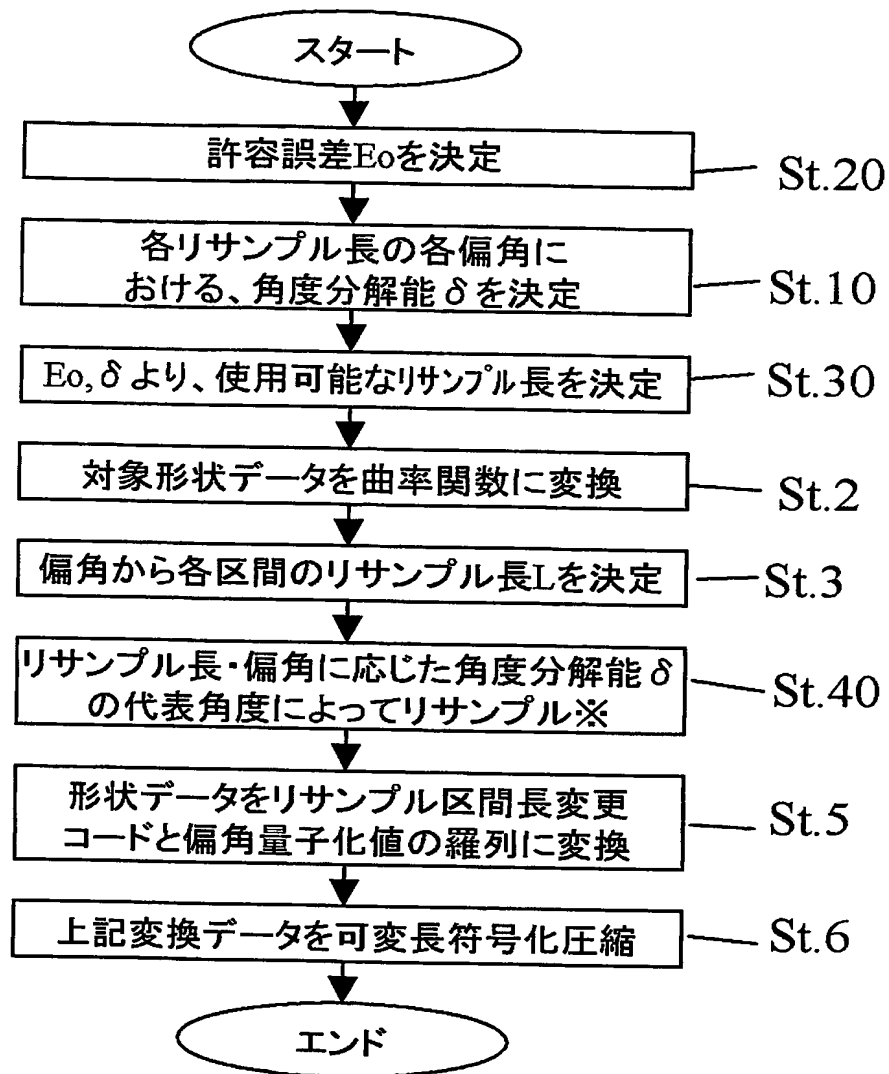 スタート
許容誤差Eoを決定
St.20
各リサンプル長の各偏角に
おける、角度分解能δを決定
St.10
Eo,δより、使用可能なリサンプル長を決定
St.30
対象形状データを曲率関数に変換
St.2
偏角から各区間のリサンプル長Lを決定
St.3
リサンプル長・偏角に応じた角度分解能δ
の代表角度によってリサンプル※
St.40
形状データをリサンプル区間長変更
コードと偏角量子化値の羅列に変換
St.5
上記変換データを可変長符号化圧縮
St.6
エンド